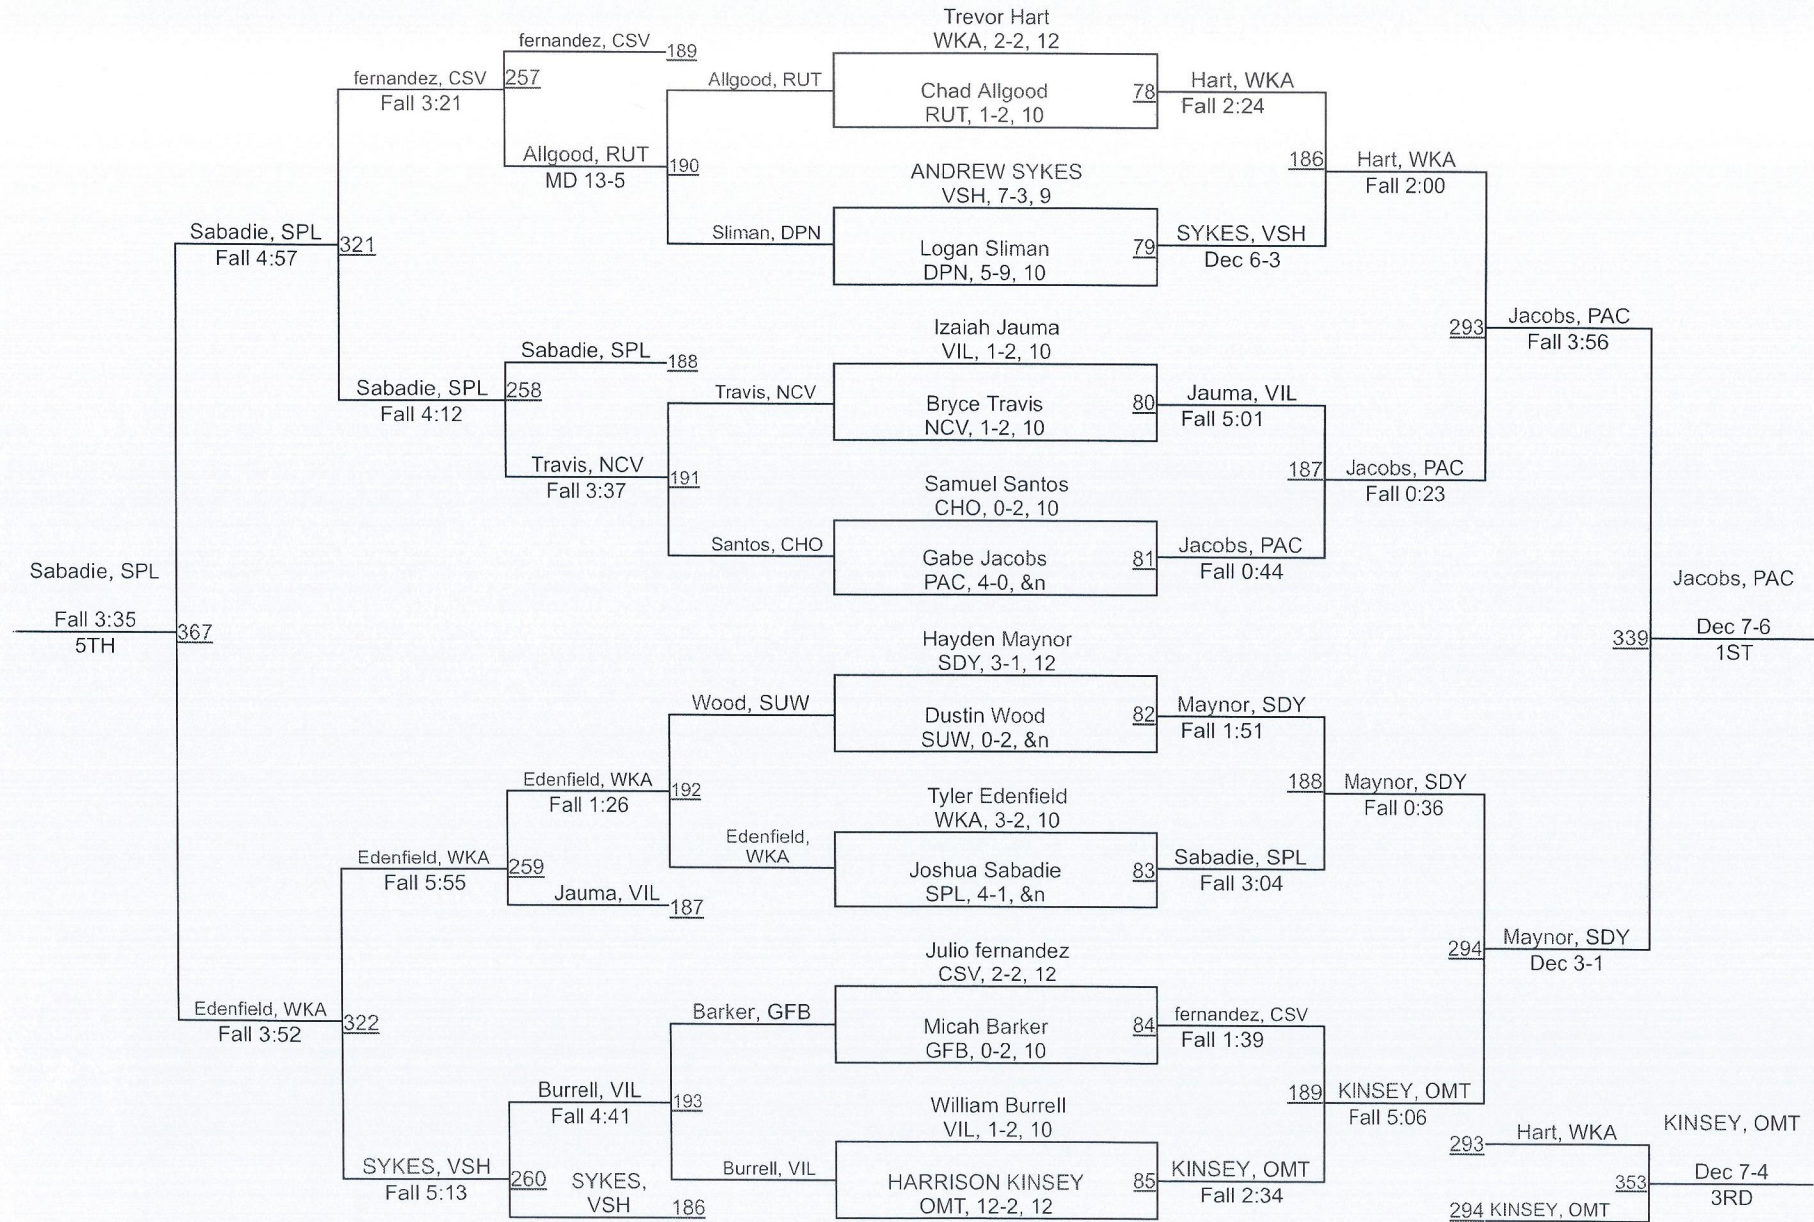 Trevor Hart
WKA, 2-2, 12
Chad Allgood
RUT, 1-2, 10
78
ANDREW SYKES
VSH, 7-3, 9
Logan Sliman
DPN, 5-9, 10
79
Izaiah Jauma
VIL, 1-2, 10
Bryce Travis
NCV, 1-2, 10
80
Samuel Santos
CHO, 0-2, 10
Gabe Jacobs
PAC, 4-0, &n
81
Hayden Maynor
SDY, 3-1, 12
Dustin Wood
SUW, 0-2, &n
82
Tyler Edenfield
WKA, 3-2, 10
Joshua Sabadie
SPL, 4-1, &n
83
Julio fernandez
CSV, 2-2, 12
Micah Barker
GFB, 0-2, 10
84
William Burrell
VIL, 1-2, 10
HARRISON KINSEY
OMT, 12-2, 12
85
Hart, WKA
Fall 2:24
SYKES, VSH
Dec 6-3
186
Jauma, VIL
Fall 5:01
Jacobs, PAC
Fall 0:44
187
Maynor, SDY
Fall 1:51
Sabadie, SPL
Fall 3:04
188
fernandez, CSV
Fall 1:39
KINSEY, OMT
Fall 2:34
189
Hart, WKA
Fall 2:00
Jacobs, PAC
Fall 0:23
293
Maynor, SDY
Fall 0:36
KINSEY, OMT
Fall 5:06
294
Jacobs, PAC
Fall 3:56
Maynor, SDY
Dec 3-1
339
Jacobs, PAC
Dec 7-6
1ST
293
Hart, WKA
294
KINSEY, OMT
353
KINSEY, OMT
Dec 7-4
3RD
Allgood, RUT
Sliman, DPN
190
Travis, NCV
Santos, CHO
191
Wood, SUW
Edenfield,
WKA
192
Barker, GFB
Burrell, VIL
193
fernandez, CSV
189
Allgood, RUT
MD 13-5
257
Sabadie, SPL
188
Travis, NCV
Fall 3:37
258
Edenfield, WKA
Fall 1:26
Jauma, VIL
187
259
Burrell, VIL
Fall 4:41
SYKES,
VSH
186
260
fernandez, CSV
Fall 3:21
Sabadie, SPL
Fall 4:12
321
Edenfield, WKA
Fall 5:55
SYKES, VSH
Fall 5:13
322
Sabadie, SPL
Fall 4:57
Edenfield, WKA
Fall 3:52
367
Sabadie, SPL
Fall 3:35
5TH